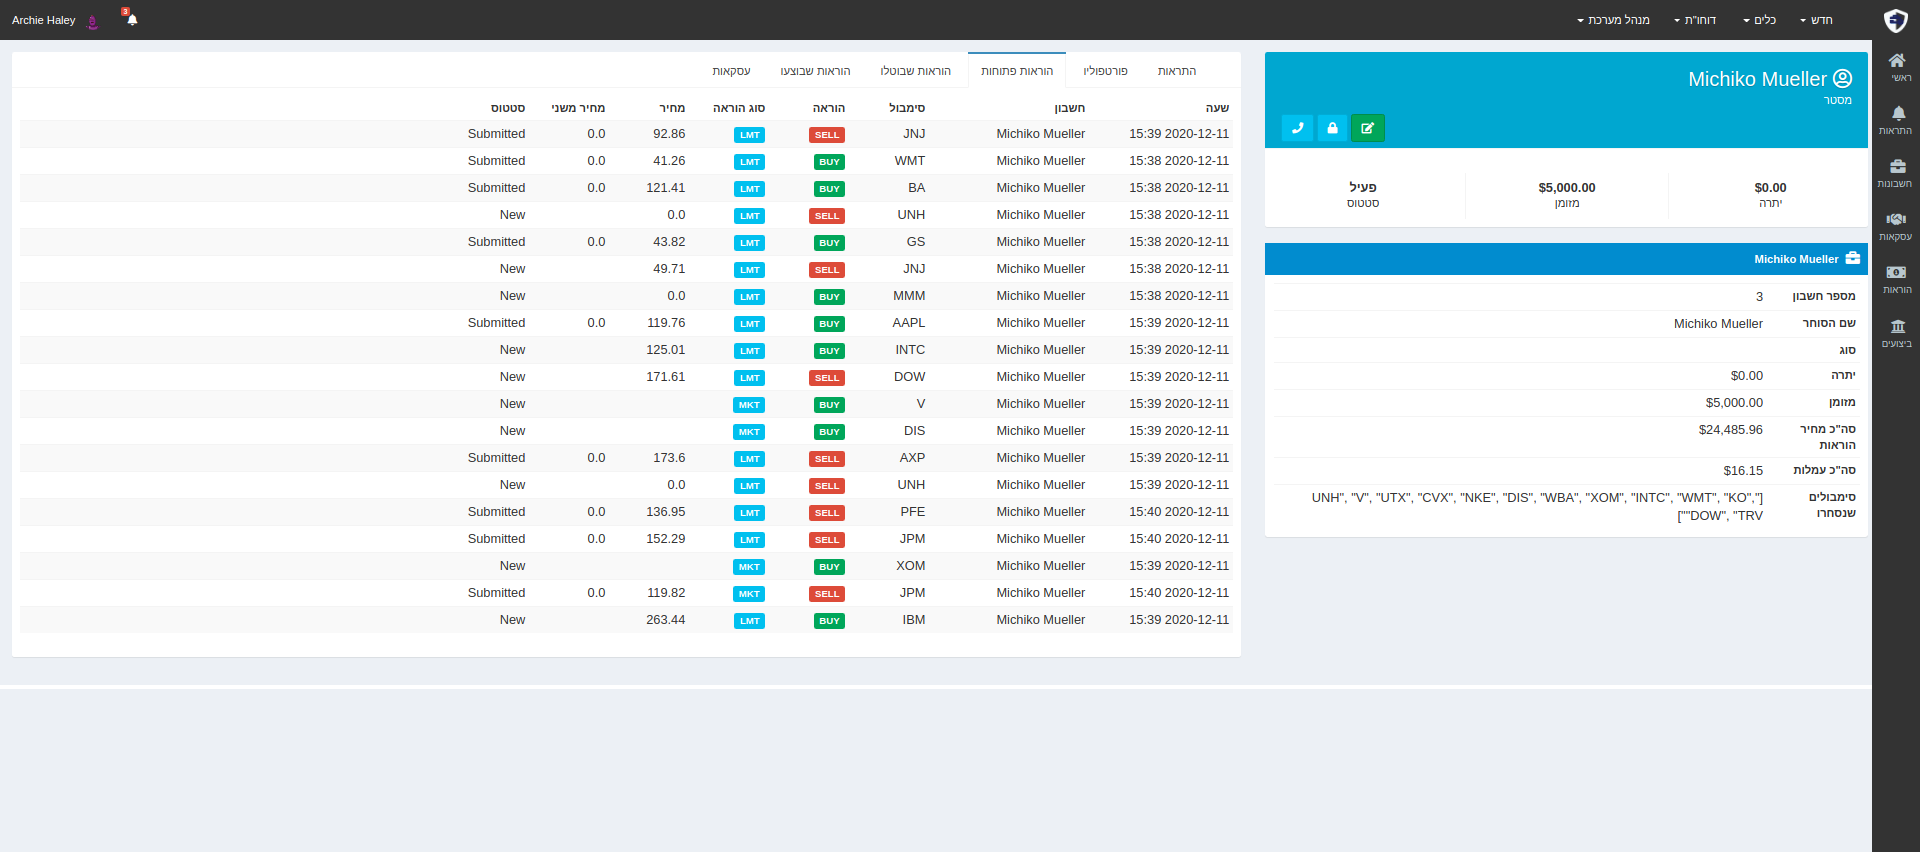 חדש
כלים
דוחו"ת
מנהל מערכת
3
Archie Haley
ראשי
התראות
חשבונות
עסקאות
הוראות
ביצועים
Michiko Mueller
מסטר
$0.00
יתרה
$5,000.00
מזומן
פעיל
סטטוס
Michiko Mueller
מספר חשבון 3
שם הסוחר Michiko Mueller
סוג
יתרה $0.00
מזומן $5,000.00
סה"כ מחיר הוראות $24,485.96
סה"כ עמלות $16.15
סימבולים שנסחרו
UNH", "V", "UTX", "CVX", "NKE", "DIS", "WBA", "XOM", "INTC", "WMT", "KO","]
[""DOW", "TRV
התראות פורטפוליו הוראות פתוחות הוראות שבוטלו הוראות שבוצעו עסקאות
שעה חשבון סימבול הוראה סוג הוראה מחיר מחיר משני סטטוס
15:39 2020-12-11 Michiko Mueller JNJ SELL LMT 92.86 0.0 Submitted
15:38 2020-12-11 Michiko Mueller WMT BUY LMT 41.26 0.0 Submitted
15:38 2020-12-11 Michiko Mueller BA BUY LMT 121.41 0.0 Submitted
15:38 2020-12-11 Michiko Mueller UNH SELL LMT 0.0 New
15:38 2020-12-11 Michiko Mueller GS BUY LMT 43.82 0.0 Submitted
15:38 2020-12-11 Michiko Mueller JNJ SELL LMT 49.71 New
15:38 2020-12-11 Michiko Mueller MMM BUY LMT 0.0 New
15:39 2020-12-11 Michiko Mueller AAPL BUY LMT 119.76 0.0 Submitted
15:39 2020-12-11 Michiko Mueller INTC BUY LMT 125.01 New
15:39 2020-12-11 Michiko Mueller DOW SELL LMT 171.61 New
15:39 2020-12-11 Michiko Mueller V BUY MKT New
15:39 2020-12-11 Michiko Mueller DIS BUY MKT New
15:39 2020-12-11 Michiko Mueller AXP SELL LMT 173.6 0.0 Submitted
15:39 2020-12-11 Michiko Mueller UNH SELL LMT 0.0 New
15:40 2020-12-11 Michiko Mueller PFE SELL LMT 136.95 0.0 Submitted
15:40 2020-12-11 Michiko Mueller JPM SELL LMT 152.29 0.0 Submitted
15:39 2020-12-11 Michiko Mueller XOM BUY MKT New
15:40 2020-12-11 Michiko Mueller JPM SELL MKT 119.82 0.0 Submitted
15:39 2020-12-11 Michiko Mueller IBM BUY LMT 263.44 New